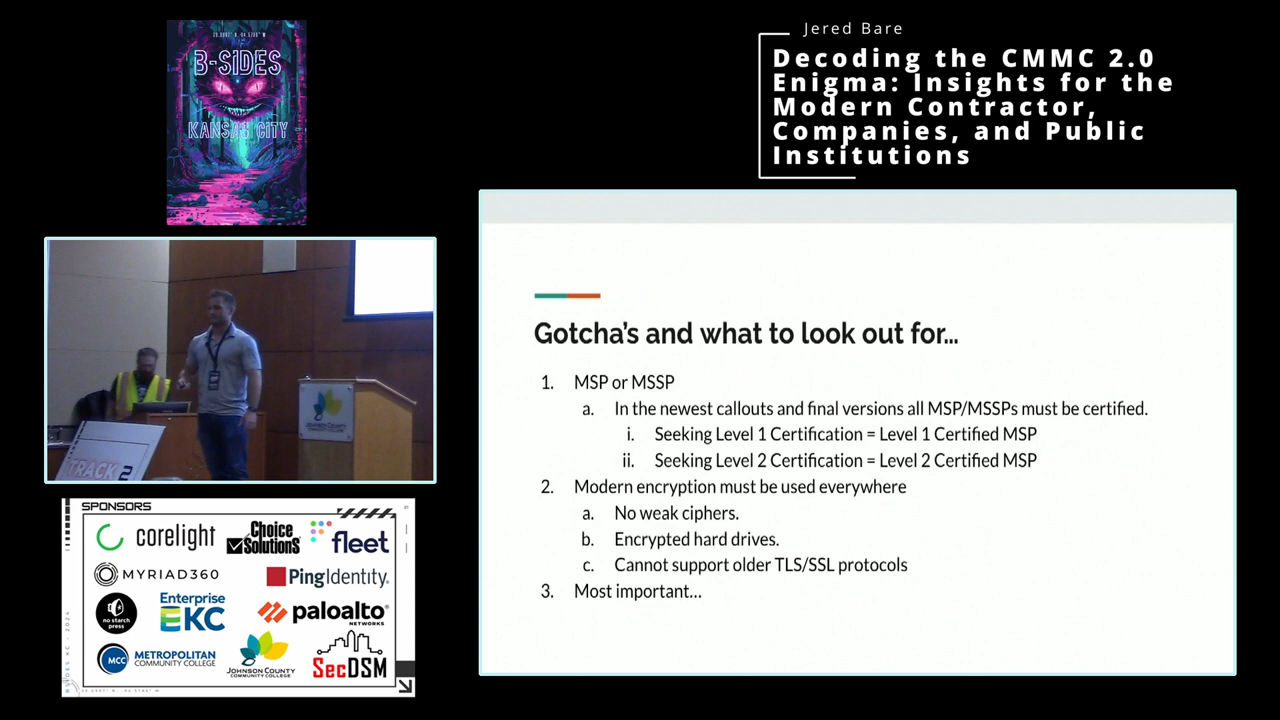 Jered Bare
Decoding the CMMC 2.0
Enigma: Insights for the
Modern Contractor,
Companies, and Public
Institutions
B-SIDES
KANSAS CITY
Gotcha's and what to look out for...
1. MSP or MSSP
a. In the newest callouts and final versions all MSP/MSSPs must be certified.
i. Seeking Level 1 Certification = Level 1 Certified MSP
ii. Seeking Level 2 Certification = Level 2 Certified MSP
2. Modern encryption must be used everywhere
a. No weak ciphers.
b. Encrypted hard drives.
c. Cannot support older TLS/SSL protocols
3. Most important...
JOHNSON COUNTY
COMMUNITY COLLEGE
TRACK 2
SPONSORS
corelight
Choice
Solutions
fleet
MYRIAD360
PingIdentity.
no starch
press
Enterprise
EKC
paloalto
NETWORKS
MCC
METROPOLITAN
COMMUNITY COLLEGE
JOHNSON COUNTY
COMMUNITY COLLEGE
SecDSM